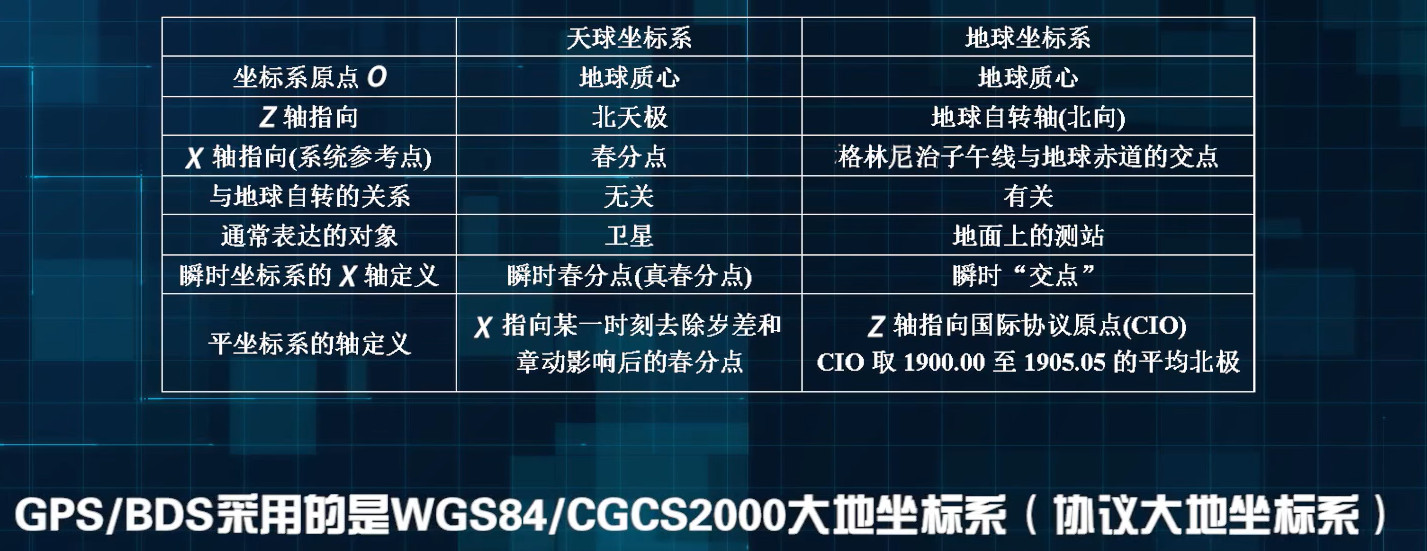 天球坐标系 地球坐标系
坐标系原点 O 地球质心 地球质心
Z 轴指向 北天极 地球自转轴(北向)
X 轴指向(系统参考点) 春分点 格林尼治子午线与地球赤道的交点
与地球自转的关系 无关 有关
通常表达的对象 卫星 地面上的测站
瞬时坐标系的 X 轴定义 瞬时春分点(真春分点) 瞬时“交点”
平坐标系的轴定义
X 指向某一时刻去除岁差和
章动影响后的春分点
Z 轴指向国际协议原点(CIO)
CIO 取 1900.00 至 1905.05 的平均北极
GPS/BDS采用的是WGS84/CGCS2000大地坐标系（协议大地坐标系）